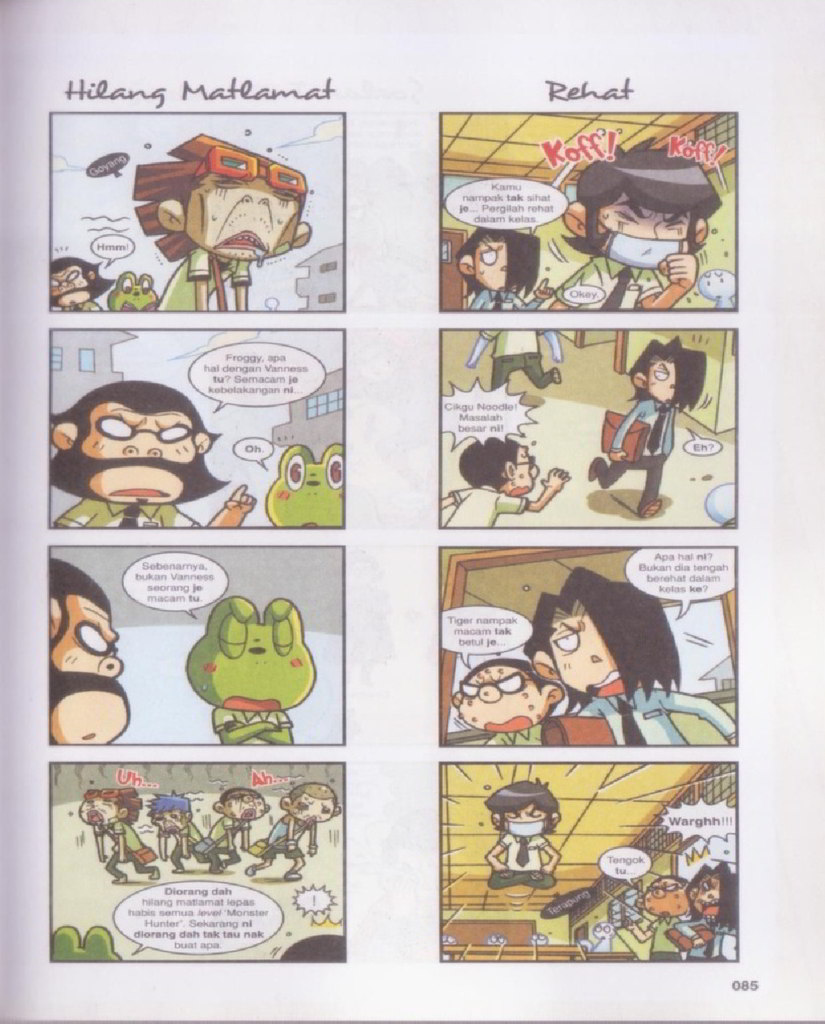 Hilang Matlamat
Goyang
Hmm!
Froggy, apa
hal dengan Vanness
tu? Semacam je
kebelakangan ni...
Oh.
Sebenarnya,
bukan Vanness
seorang je
macam tu.
Uh...
Ah...
Diorang dah
hilang matlamat lepas
habis semua level 'Monster
Hunter'. Sekarang ni
diorang dah tak tau nak
buat apa.
!
Rehat
Koff!
Koff!
Kamu
nampak tak sihat
je... Pergilah rehat
dalam kelas.
Okey.
Cikgu Noodle!
Masalah
besar ni!
Eh?
Apa hal ni?
Bukan dia tengah
berehat dalam
kelas ke?
Tiger nampak
macam tak
betul je...
Warghh!!!
Tengok
tu...
Terapung
085